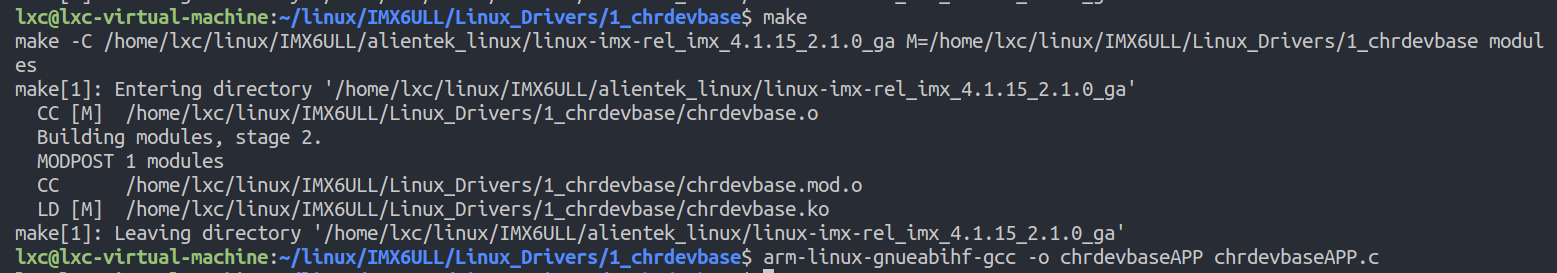 lxc@lxc-virtual-machine:~/linux/IMX6ULL/Linux_Drivers/1_chrdevbase$ make
make -C /home/lxc/linux/IMX6ULL/alientek_linux/linux-imx-rel_imx_4.1.15_2.1.0_ga M=/home/lxc/linux/IMX6ULL/Linux_Drivers/1_chrdevbase modul
es
make[1]: Entering directory '/home/lxc/linux/IMX6ULL/alientek_linux/linux-imx-rel_imx_4.1.15_2.1.0_ga'
  CC [M]  /home/lxc/linux/IMX6ULL/Linux_Drivers/1_chrdevbase/chrdevbase.o
  Building modules, stage 2.
  MODPOST 1 modules
  CC      /home/lxc/linux/IMX6ULL/Linux_Drivers/1_chrdevbase/chrdevbase.mod.o
  LD [M]  /home/lxc/linux/IMX6ULL/Linux_Drivers/1_chrdevbase/chrdevbase.ko
make[1]: Leaving directory '/home/lxc/linux/IMX6ULL/alientek_linux/linux-imx-rel_imx_4.1.15_2.1.0_ga'
lxc@lxc-virtual-machine:~/linux/IMX6ULL/Linux_Drivers/1_chrdevbase$ arm-linux-gnueabihf-gcc -o chrdevbaseAPP chrdevbaseAPP.c